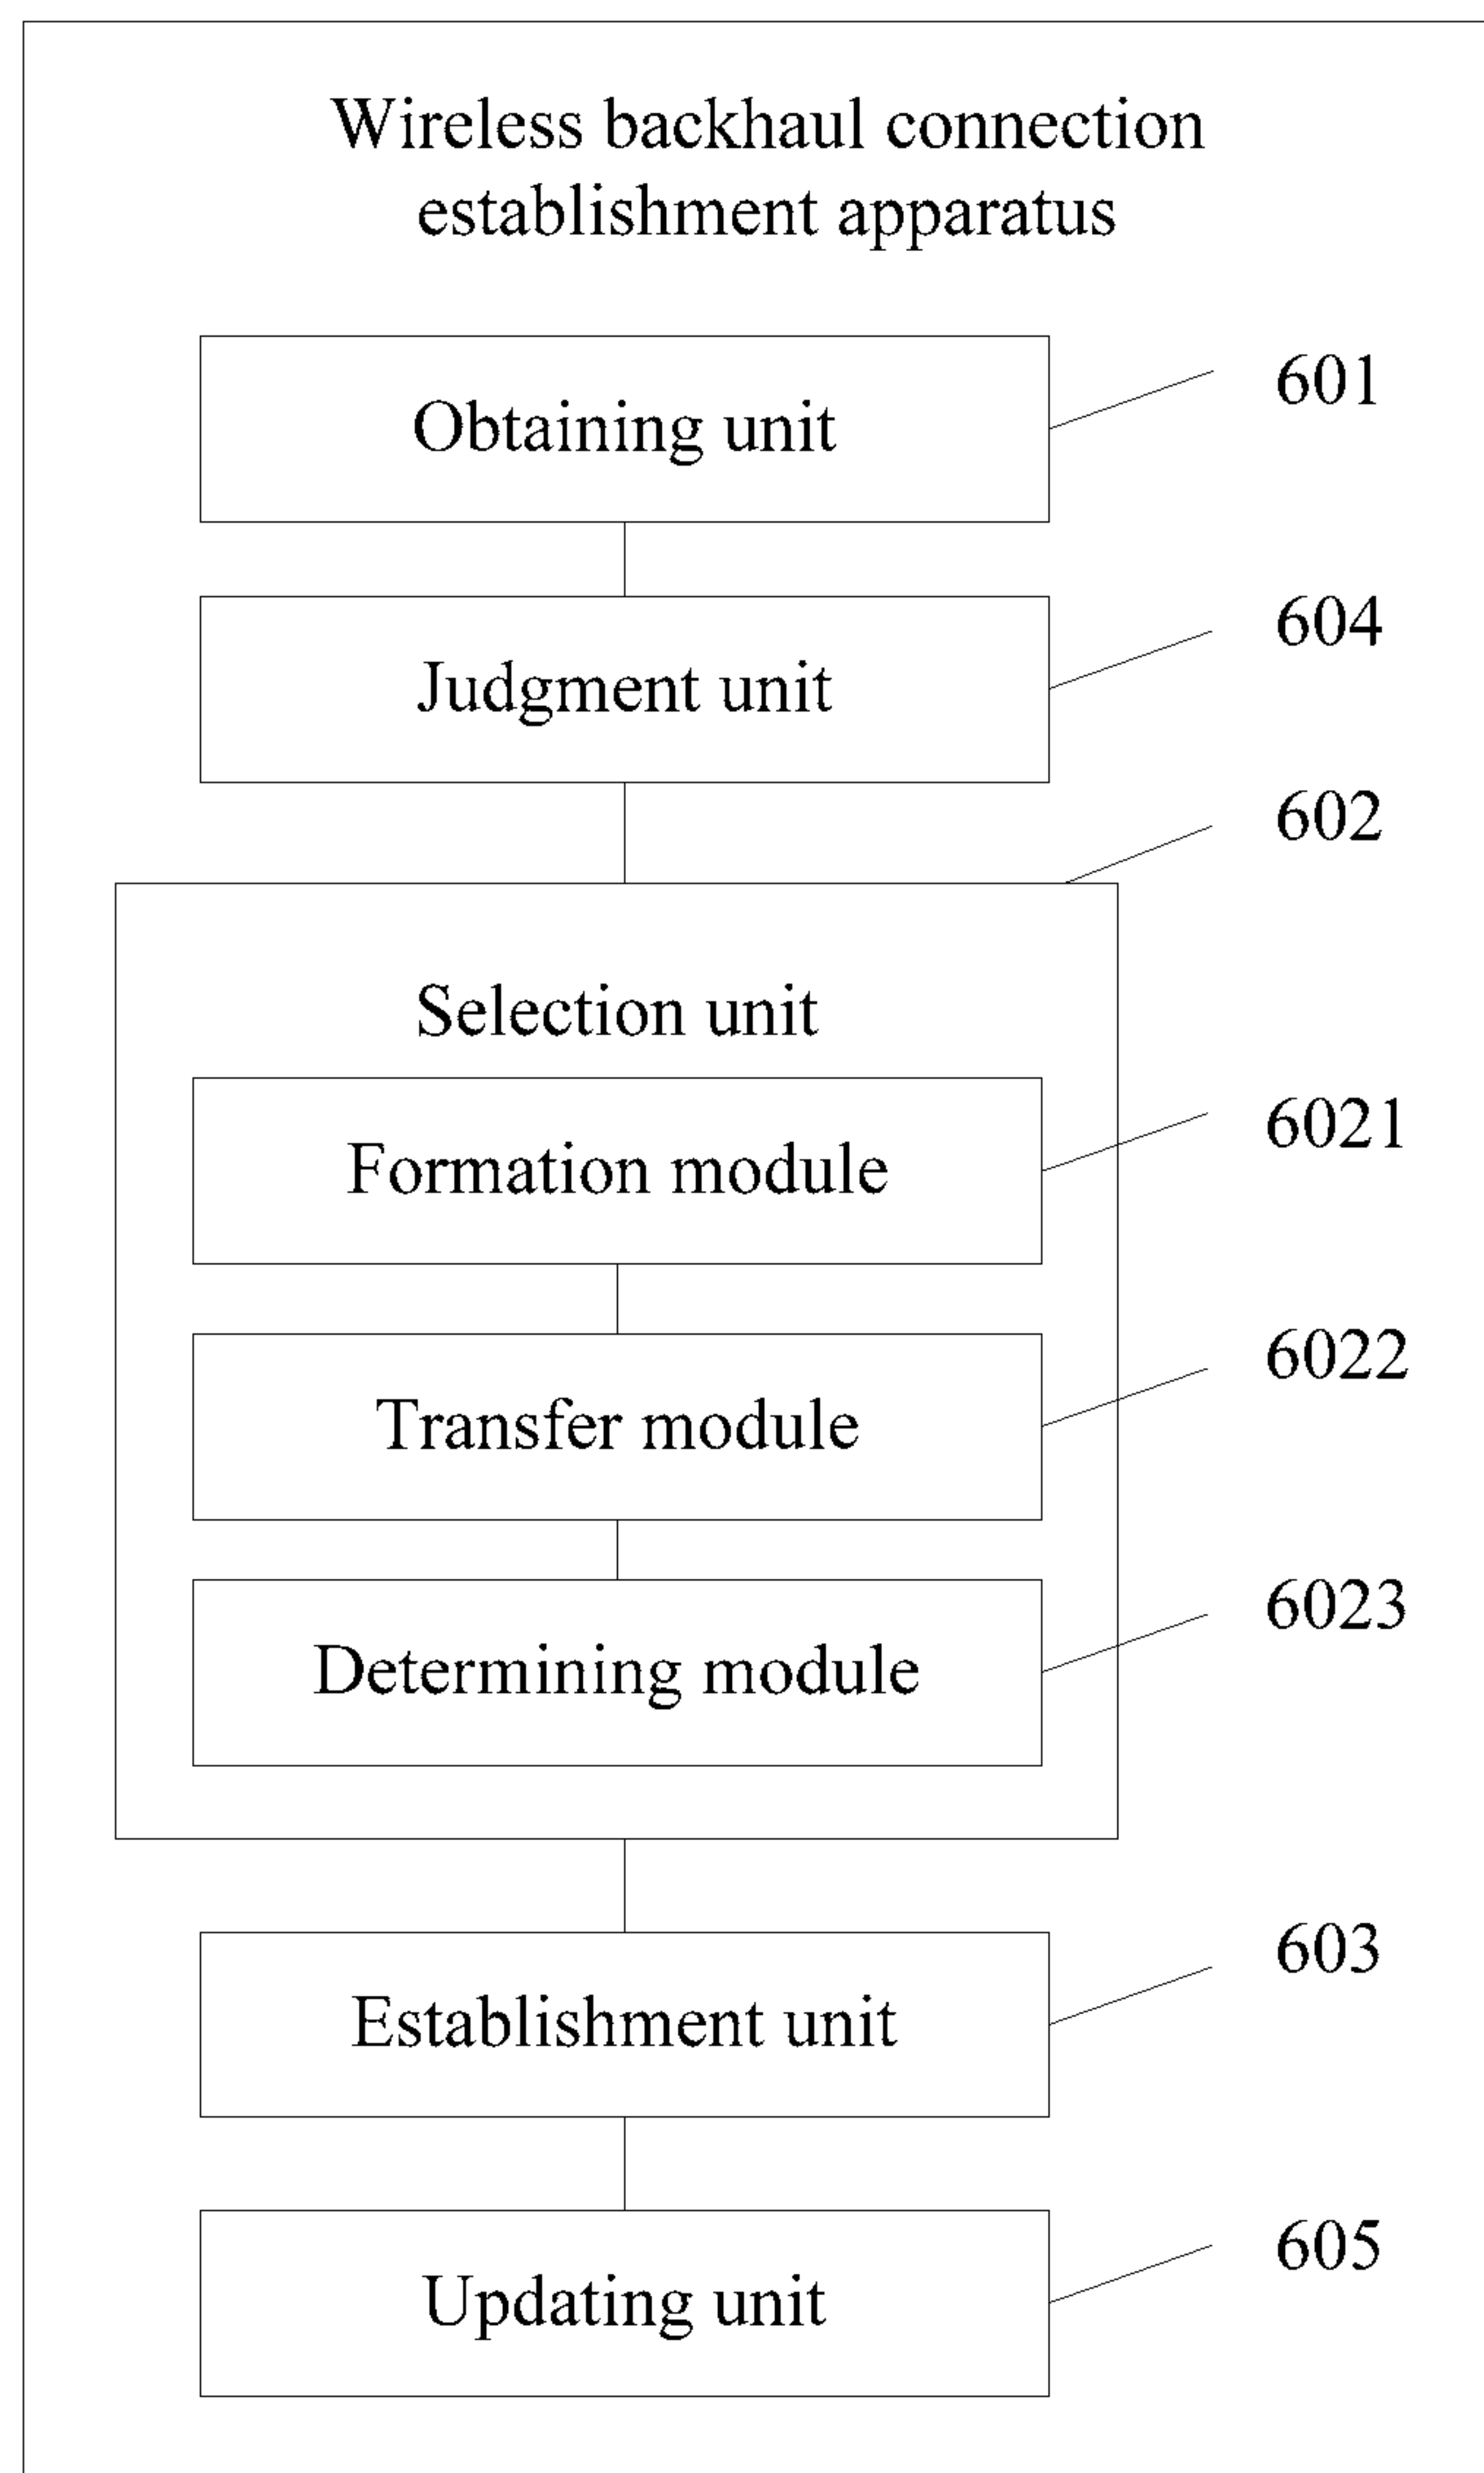 Wireless backhaul connection
establishment apparatus
Obtaining unit
601
Judgment unit
604
602
Selection unit
Formation module
6021
Transfer module
6022
Determining module
6023
Establishment unit
603
Updating unit
605